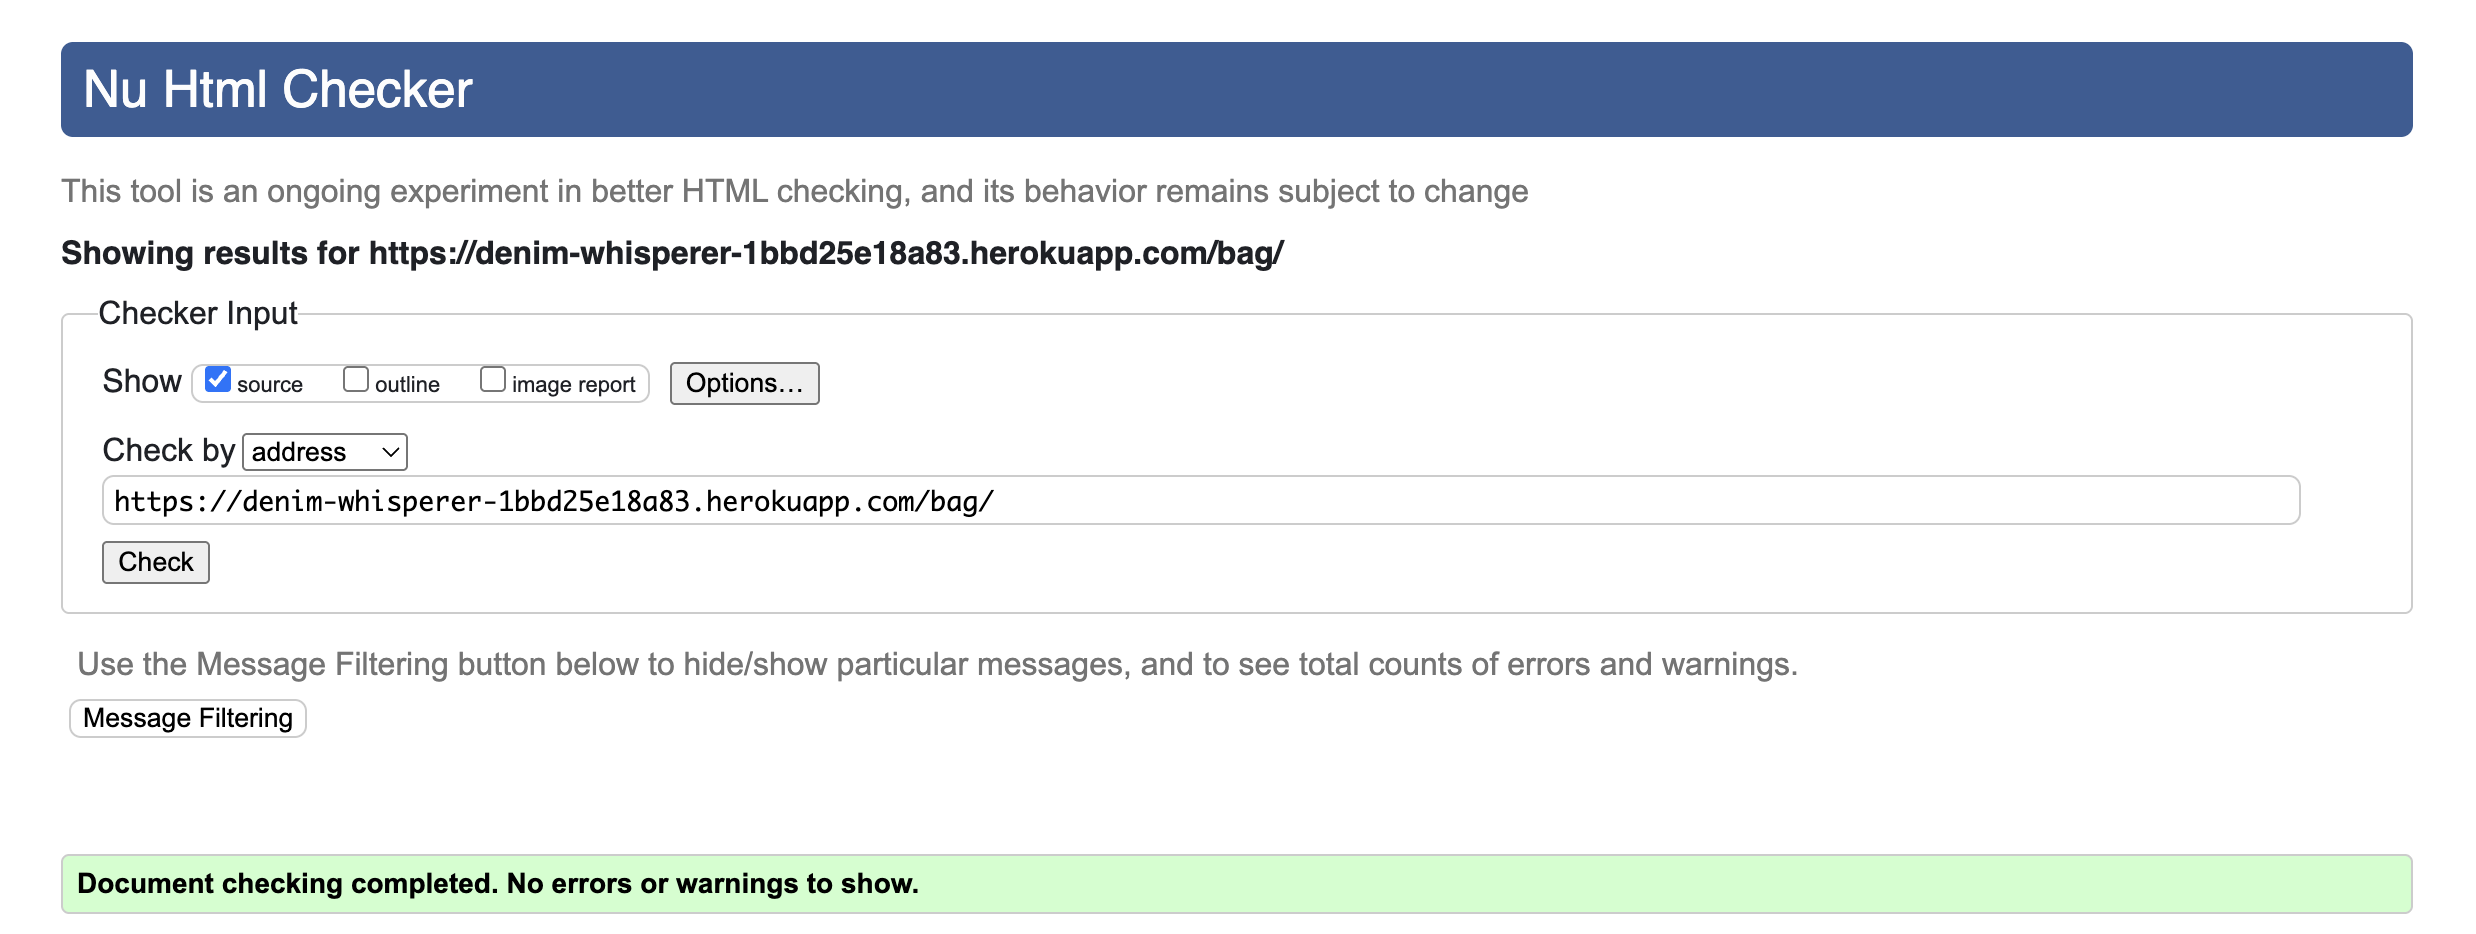 Nu Html Checker
This tool is an ongoing experiment in better HTML checking, and its behavior remains subject to change
Showing results for https://denim-whisperer-1bbd25e18a83.herokuapp.com/bag/
Checker Input
Show source outline image report Options...
Check by address
https://denim-whisperer-1bbd25e18a83.herokuapp.com/bag/
Check
Use the Message Filtering button below to hide/show particular messages, and to see total counts of errors and warnings.
Message Filtering
Document checking completed. No errors or warnings to show.